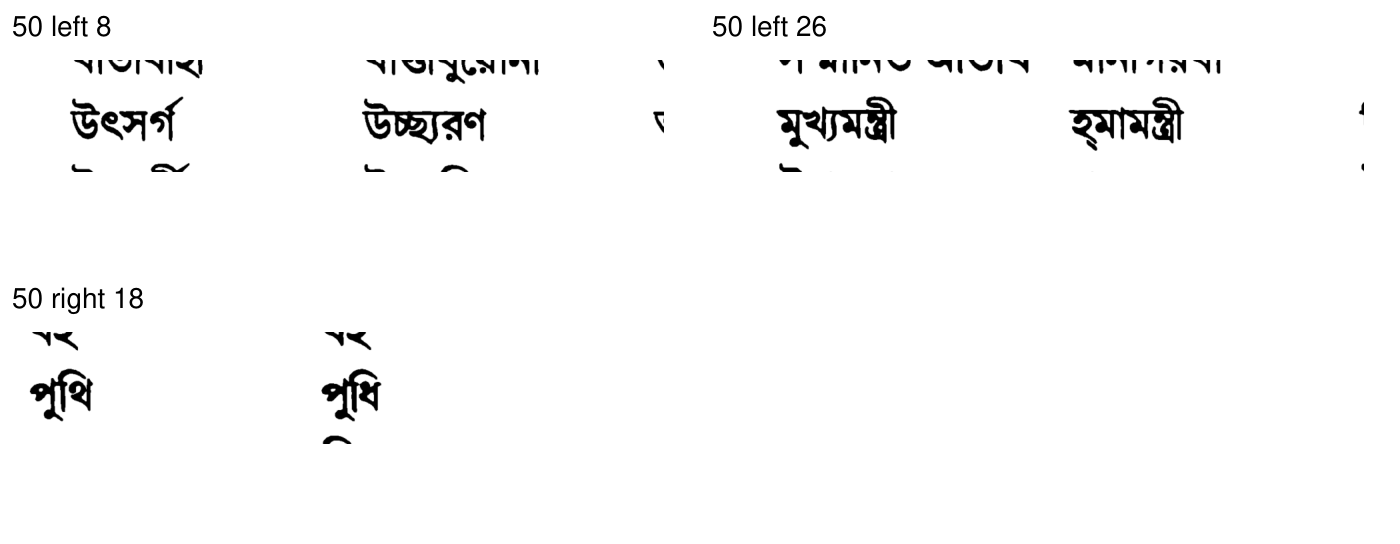 50 left 8
50 left 26
উৎসর্গ উচ্ছ্যরণ
মুখ্যমন্ত্রী হ্মামন্ত্রী
50 right 18
পুথি পুধি